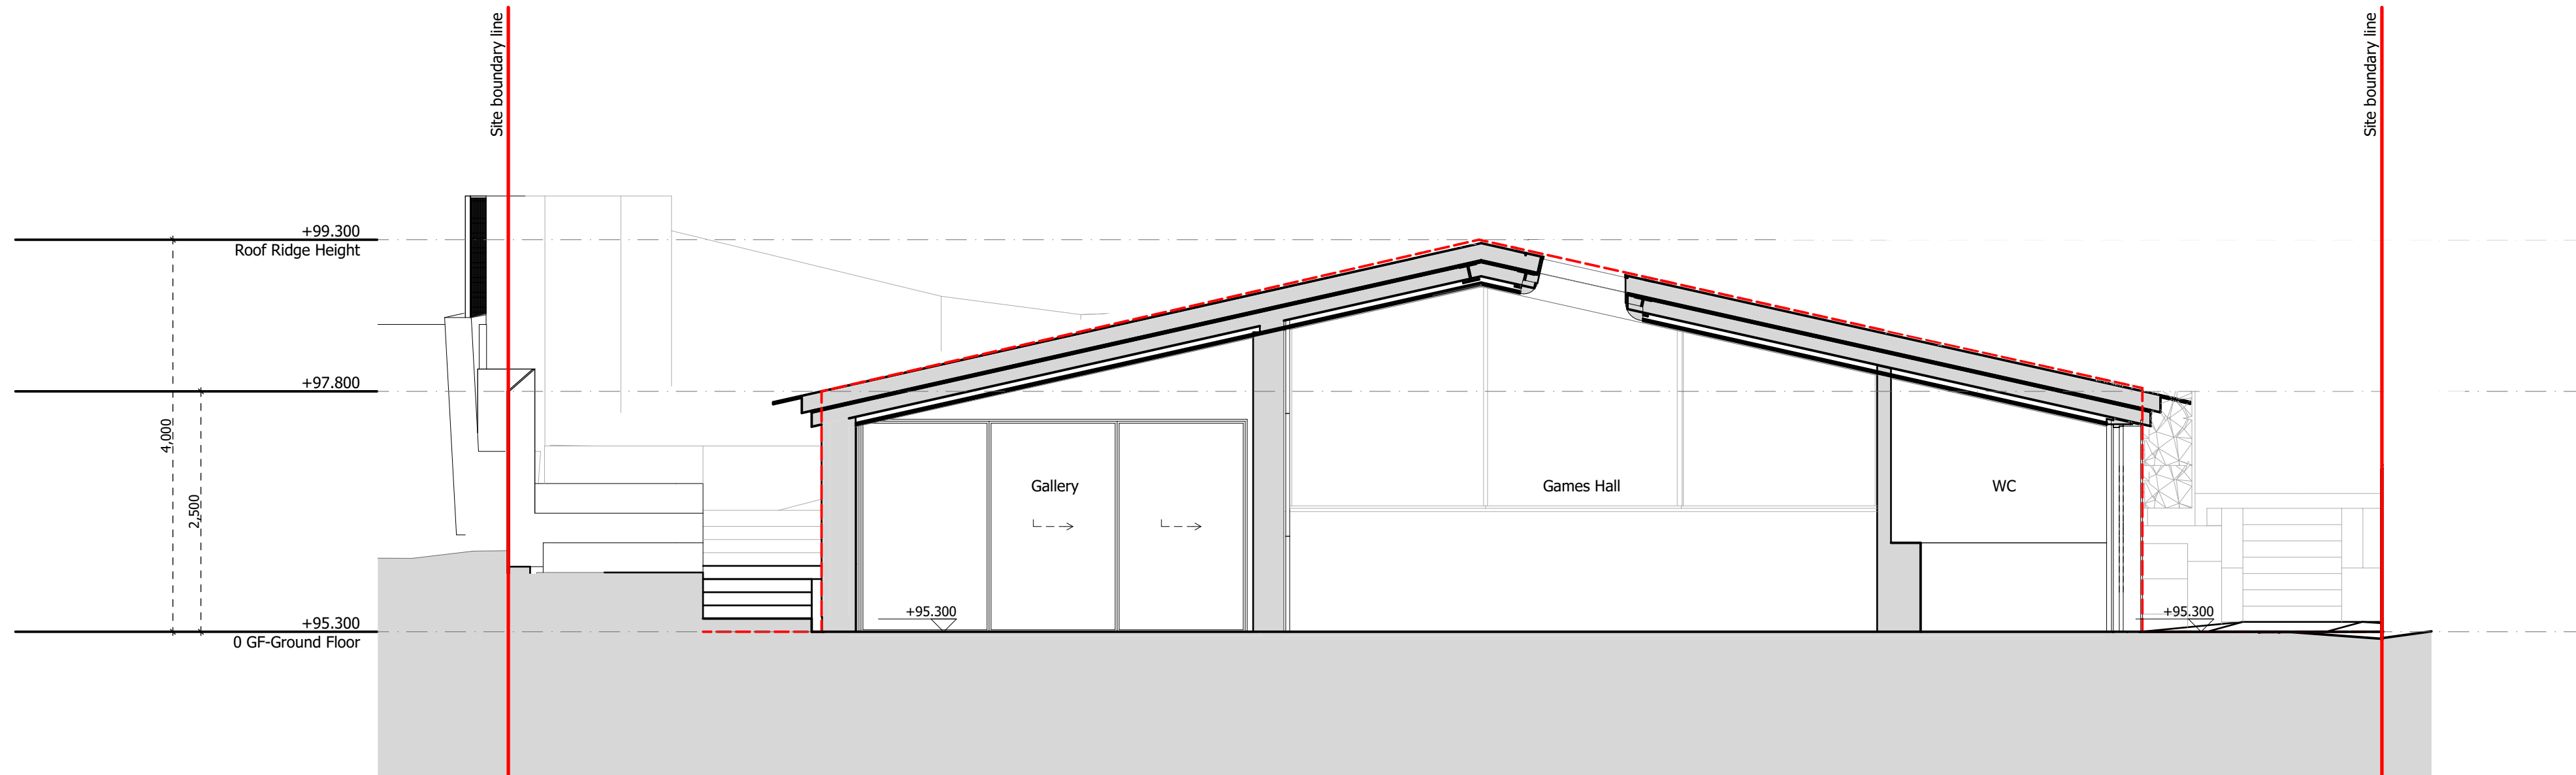 Site boundary line
Site boundary line
+99.300
Roof Ridge Height
+97.800
4,000
2,500
Gallery
Games Hall
WC
+95.300
+95.300
+95.300
0 GF-Ground Floor